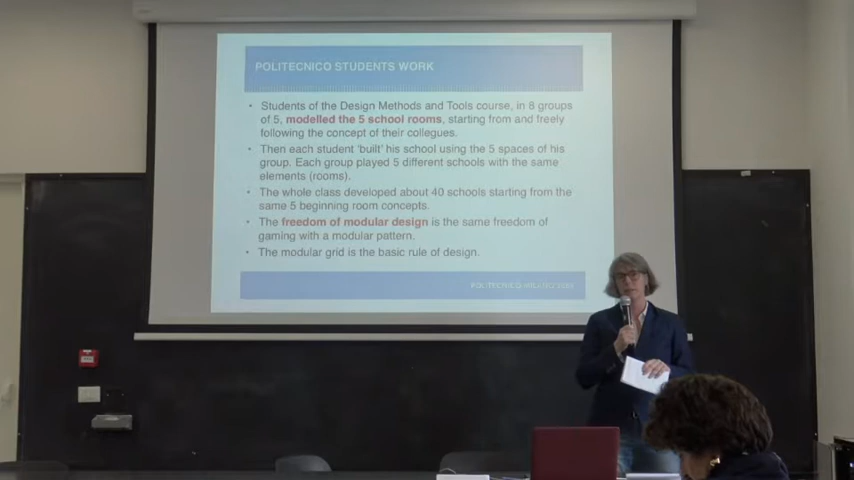 POLITECNICO STUDENTS WORK
• Students of the Design Methods and Tools course, in 8 groups
of 5, modelled the 5 school rooms, starting from and freely
following the concept of their collegues.
• Then each student 'built' his school using the 5 spaces of his
group. Each group played 5 different schools with the same
elements (rooms).
• The whole class developed about 40 schools starting from the
same 5 beginning room concepts.
• The freedom of modular design is the same freedom of
gaming with a modular pattern.
• The modular grid is the basic rule of design.
POLITECNICO MILANO